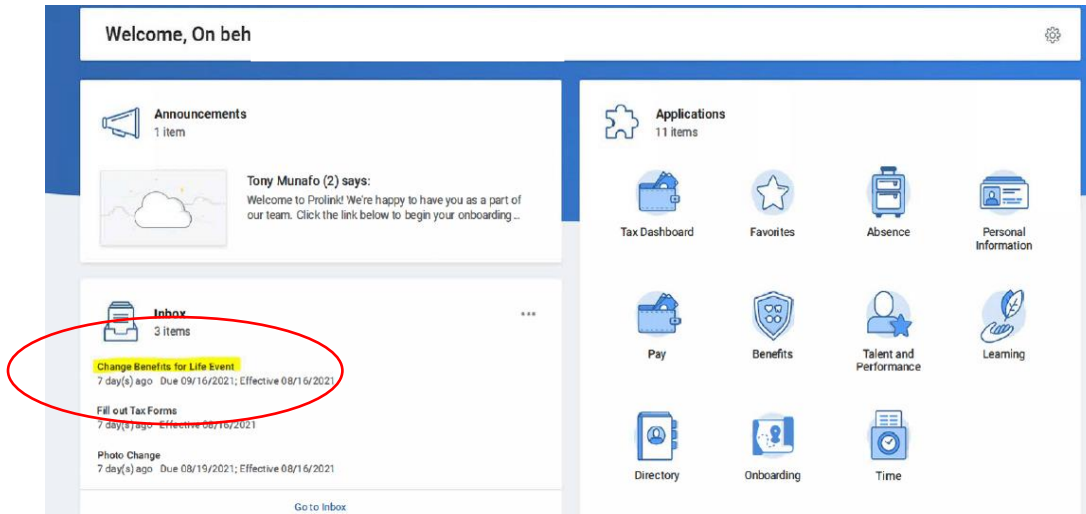 Welcome, On beh
Announcements
1 item
Tony Munafo (2) says:
Welcome to Prolink! We're happy to have you as a part of
our team. Click the link below to begin your onboarding ...
Inbox
3 items
Change Benefits for Life Event
7 day(s) ago Due 09/16/2021; Effective 08/16/2021
Fill out Tax Forms
7 day(s) ago Effective 08/16/2021
Photo Change
7 day(s) ago Due 08/19/2021; Effective 08/16/2021
Go to Inbox
Applications
11 items
Tax Dashboard
Favorites
Absence
Personal
Information
Pay
Benefits
Talent and
Performance
Learning
Directory
Onboarding
Time